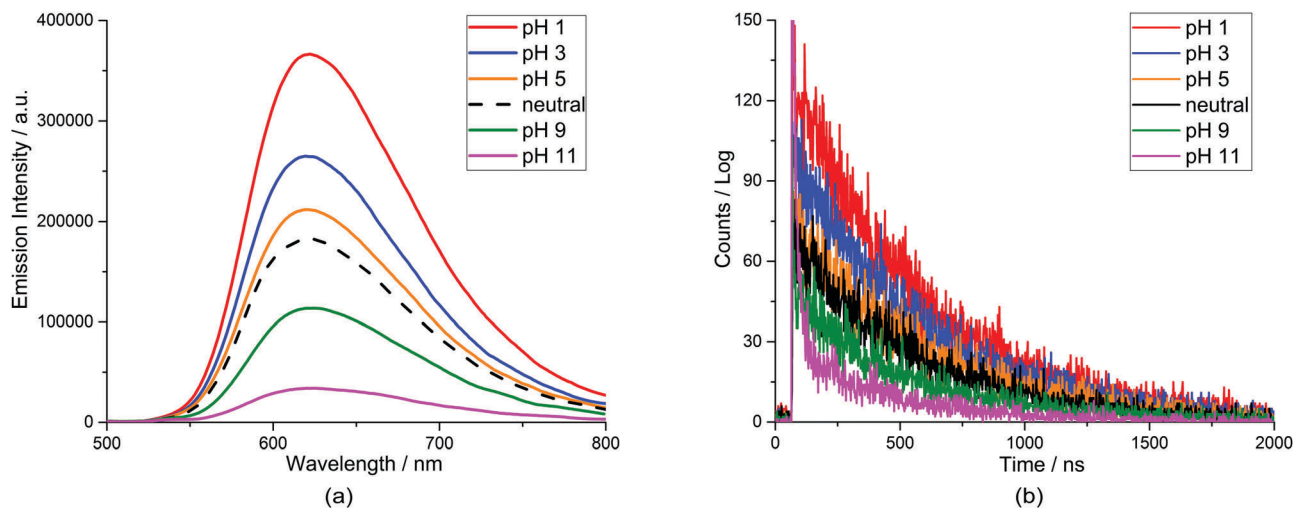 400000
300000
200000
100000
0
Emission Intensity / a.u.
500
600
700
800
Wavelength / nm
pH 1
pH 3
pH 5
neutral
pH 9
pH 11
(a)
150
120
90
60
30
0
Counts / Log
0
500
1000
1500
2000
Time / ns
pH 1
pH 3
pH 5
neutral
pH 9
pH 11
(b)